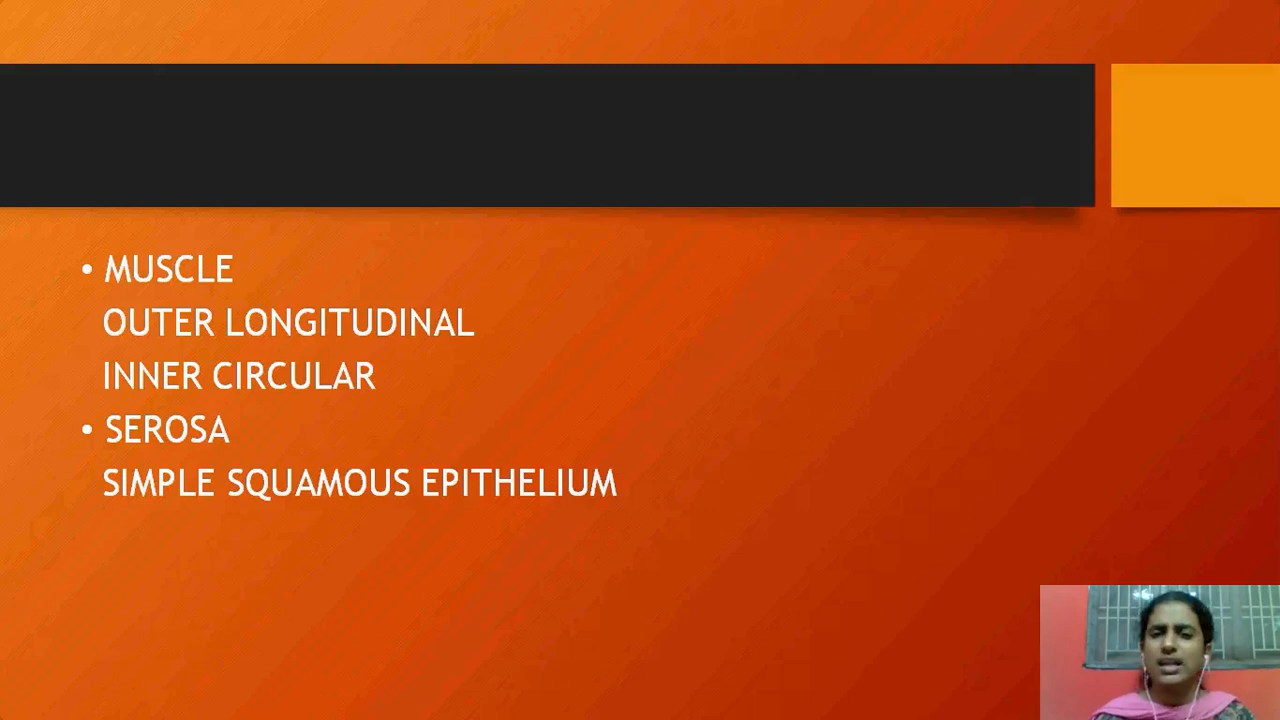 • MUSCLE
OUTER LONGITUDINAL
INNER CIRCULAR
• SEROSA
SIMPLE SQUAMOUS EPITHELIUM